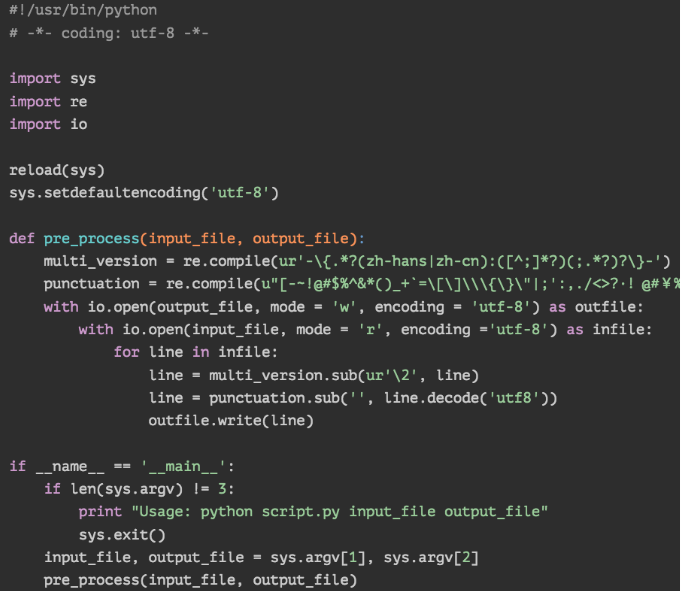 #!/usr/bin/python
# -*- coding: utf-8 -*-
import sys
import re
import io
reload(sys)
sys.setdefaultencoding('utf-8')
def pre_process(input_file, output_file):
    multi_version = re.compile(ur'-\{.*?(zh-hans|zh-cn):([^;]*?)(;.*?)?\}-')
    punctuation = re.compile(u"[-~!@#$%^&*()_+`=\[\]\\\{\}\"|;':,./<>?·! @#¥%
    with io.open(output_file, mode = 'w', encoding = 'utf-8') as outfile:
        with io.open(input_file, mode = 'r', encoding ='utf-8') as infile:
            for line in infile:
                line = multi_version.sub(ur'\2', line)
                line = punctuation.sub('', line.decode('utf8'))
                outfile.write(line)
if __name__ == '__main__':
    if len(sys.argv) != 3:
        print "Usage: python script.py input_file output_file"
        sys.exit()
    input_file, output_file = sys.argv[1], sys.argv[2]
    pre_process(input_file, output_file)